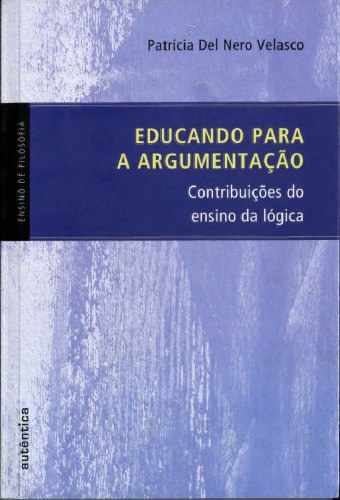 Patrícia Del Nero Velasco
ENSINO DE FILOSOFIA
EDUCANDO PARA
A ARGUMENTAÇÃO
Contribuições do
ensino da lógica
autêntica